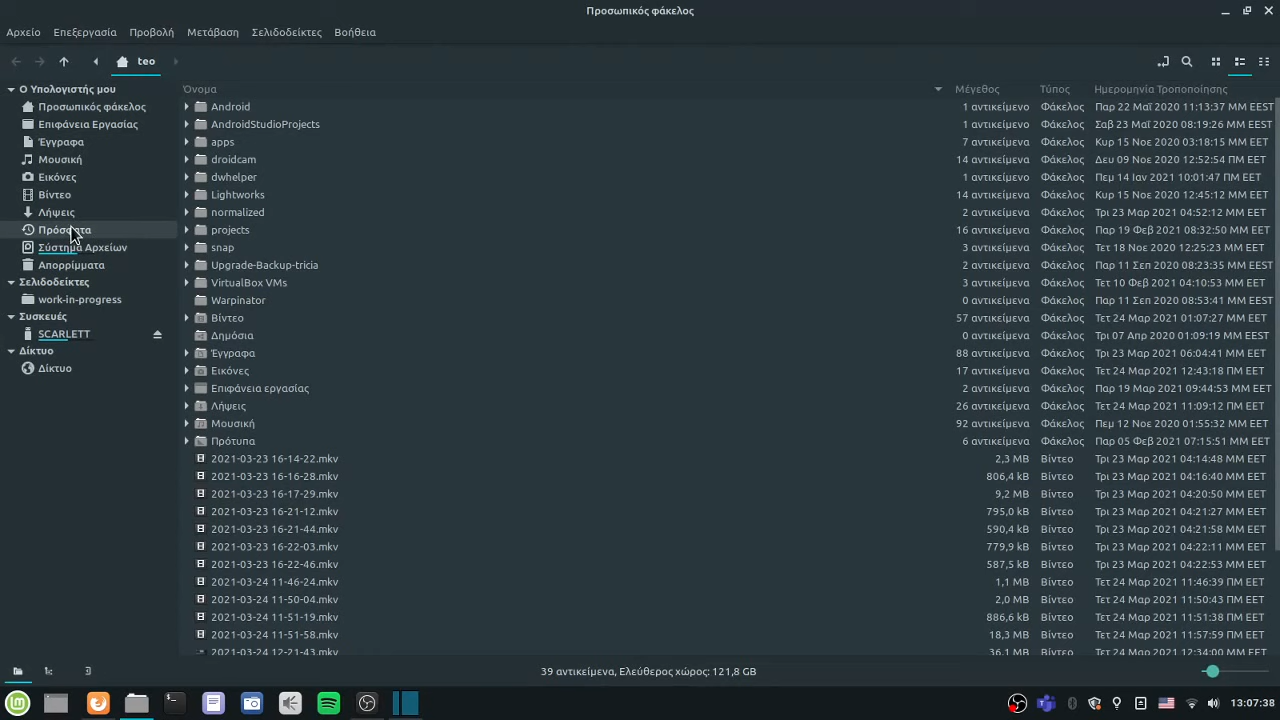 Προσωπικός φάκελος
Αρχείο Επεξεργασία Προβολή Μετάβαση Σελιδοδείκτες Βοήθεια
teo
Ο Υπολογιστής μου
Προσωπικός φάκελος
Επιφάνεια Εργασίας
Έγγραφα
Μουσική
Εικόνες
Βίντεο
Λήψεις
Πρόσφατα
Σύστημα Αρχείων
Απορρίμματα
Σελιδοδείκτες
work-in-progress
Συσκευές
SCARLETT
Δίκτυο
Δίκτυο
Όνομα Μέγεθος Τύπος Ημερομηνία Τροποποίησης
Android 1 αντικείμενο Φάκελος Παρ 22 Μαΐ 2020 11:13:37 ΜΜ EEST
AndroidStudioProjects 1 αντικείμενο Φάκελος Σαβ 23 Μαΐ 2020 08:19:26 ΜΜ EEST
apps 7 αντικείμενα Φάκελος Κυρ 15 Νοε 2020 03:18:15 ΜΜ EET
droidcam 14 αντικείμενα Φάκελος Δευ 09 Νοε 2020 12:52:54 ΠΜ EET
dwhelper 1 αντικείμενο Φάκελος Πεμ 14 Ιαν 2021 10:01:47 ΠΜ EET
Lightworks 14 αντικείμενα Φάκελος Κυρ 15 Νοε 2020 12:45:12 ΜΜ EET
normalized 2 αντικείμενα Φάκελος Τρι 23 Μαρ 2021 04:52:12 ΜΜ EET
projects 16 αντικείμενα Φάκελος Παρ 19 Φεβ 2021 08:32:50 ΜΜ EET
snap 3 αντικείμενα Φάκελος Τετ 18 Νοε 2020 12:25:23 ΜΜ EET
Upgrade-Backup-tricia 2 αντικείμενα Φάκελος Παρ 11 Σεπ 2020 08:23:35 ΜΜ EEST
VirtualBox VMs 3 αντικείμενα Φάκελος Τετ 10 Φεβ 2021 04:10:53 ΜΜ EET
Warpinator 0 αντικείμενα Φάκελος Παρ 11 Σεπ 2020 08:53:41 ΜΜ EEST
Βίντεο 57 αντικείμενα Φάκελος Τετ 24 Μαρ 2021 01:07:27 ΜΜ EET
Δημόσια 0 αντικείμενα Φάκελος Τρι 07 Απρ 2020 01:09:19 ΜΜ EEST
Έγγραφα 88 αντικείμενα Φάκελος Τρι 23 Μαρ 2021 06:04:41 ΜΜ EET
Εικόνες 17 αντικείμενα Φάκελος Τετ 24 Μαρ 2021 12:43:18 ΠΜ EET
Επιφάνεια εργασίας 2 αντικείμενα Φάκελος Παρ 19 Μαρ 2021 09:44:53 ΜΜ EET
Λήψεις 26 αντικείμενα Φάκελος Τετ 24 Μαρ 2021 11:09:12 ΠΜ EET
Μουσική 92 αντικείμενα Φάκελος Πεμ 12 Νοε 2020 01:55:32 ΜΜ EET
Πρότυπα 6 αντικείμενα Φάκελος Παρ 05 Φεβ 2021 07:15:51 ΜΜ EET
2021-03-23 16-14-22.mkv 2,3 MB Βίντεο Τρι 23 Μαρ 2021 04:14:48 ΜΜ EET
2021-03-23 16-16-28.mkv 806,4 kB Βίντεο Τρι 23 Μαρ 2021 04:16:40 ΜΜ EET
2021-03-23 16-17-29.mkv 9,2 MB Βίντεο Τρι 23 Μαρ 2021 04:20:50 ΜΜ EET
2021-03-23 16-21-12.mkv 795,0 kB Βίντεο Τρι 23 Μαρ 2021 04:21:27 ΜΜ EET
2021-03-23 16-21-44.mkv 590,4 kB Βίντεο Τρι 23 Μαρ 2021 04:21:58 ΜΜ EET
2021-03-23 16-22-03.mkv 779,9 kB Βίντεο Τρι 23 Μαρ 2021 04:22:11 ΜΜ EET
2021-03-23 16-22-46.mkv 587,5 kB Βίντεο Τρι 23 Μαρ 2021 04:22:53 ΜΜ EET
2021-03-24 11-46-24.mkv 1,1 MB Βίντεο Τετ 24 Μαρ 2021 11:46:39 ΠΜ EET
2021-03-24 11-50-04.mkv 2,0 MB Βίντεο Τετ 24 Μαρ 2021 11:50:43 ΠΜ EET
2021-03-24 11-51-19.mkv 886,6 kB Βίντεο Τετ 24 Μαρ 2021 11:51:38 ΠΜ EET
2021-03-24 11-51-58.mkv 18,3 MB Βίντεο Τετ 24 Μαρ 2021 11:57:59 ΠΜ EET
2021-03-24 12-21-43.mkv 36,1 MB Βίντεο Τετ 24 Μαρ 2021 12:34:00 ΜΜ EET
39 αντικείμενα, Ελεύθερος χώρος: 121,8 GB
13:07:38